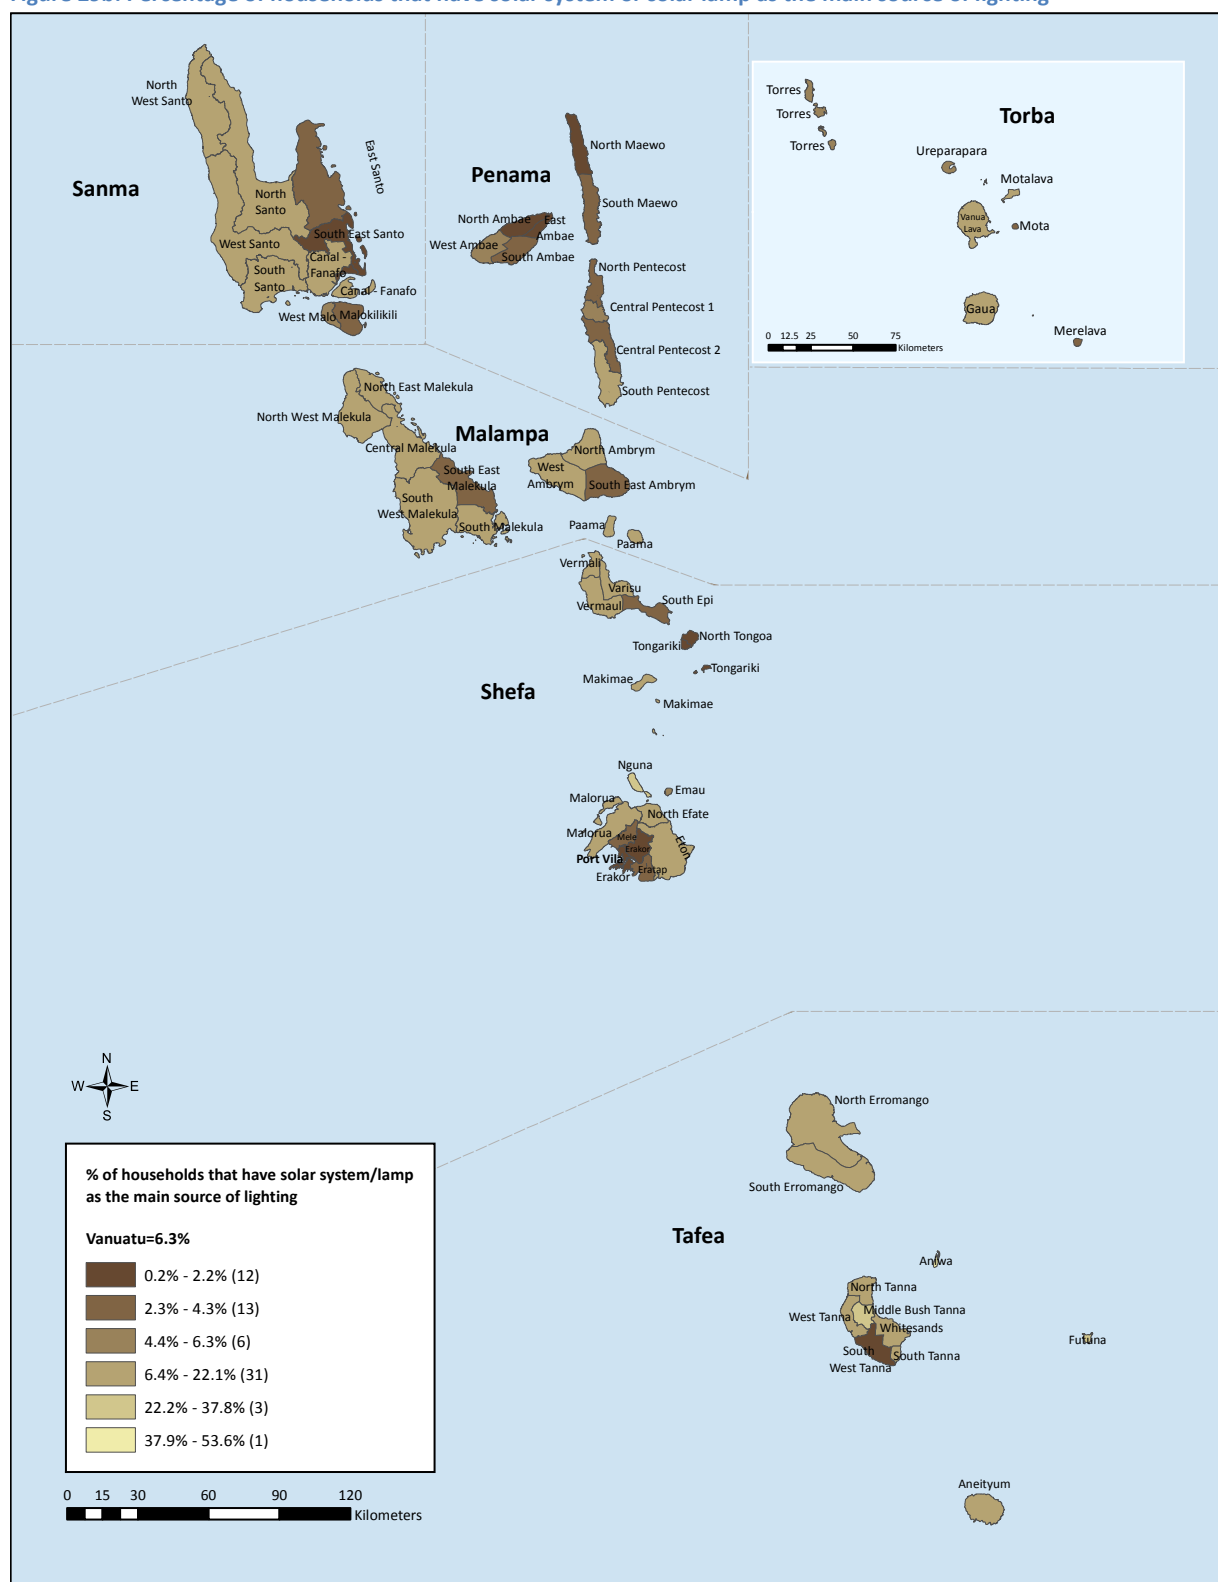 North
West Santo
East Santo
Sanma
North
Santo
South East Santo
West Santo
Canal -
Fanafo
South
Santo
Canal - Fanafo
West Malo
Malokilikili
Penama
North Maewo
South Maewo
North Ambae
East
Ambae
West Ambae
South Ambae
North Pentecost
Central Pentecost 1
Central Pentecost 2
South Pentecost
Torba
Torres
Torres
Torres
Ureparapara
Motalava
Vanua
Lava
Mota
Gaua
Merelava
0 12.5 25 50 75
Kilometers
Malampa
North East Malekula
North West Malekula
Central Malekula
South East
Malekula
South
West Malekula
South Malekula
North Ambrym
West
Ambrym
South East Ambrym
Paama
Paama
Shefa
Vermali
Varisu
Vermaul
South Epi
North Tongoa
Tongariki
Tongariki
Makimae
Makimae
Nguna
Emau
Malorua
North Efate
Malorua
Mele
Erakor
Eton
Port Vila
Eratap
Erakor
N
W E
S
Tafea
North Erromango
South Erromango
Aniwa
North Tanna
West Tanna
Middle Bush Tanna
Whitesands
South
West Tanna
South Tanna
Futuna
Aneityum
% of households that have solar system/lamp
as the main source of lighting
Vanuatu=6.3%
0.2% - 2.2% (12)
2.3% - 4.3% (13)
4.4% - 6.3% (6)
6.4% - 22.1% (31)
22.2% - 37.8% (3)
37.9% - 53.6% (1)
0 15 30 60 90 120
Kilometers